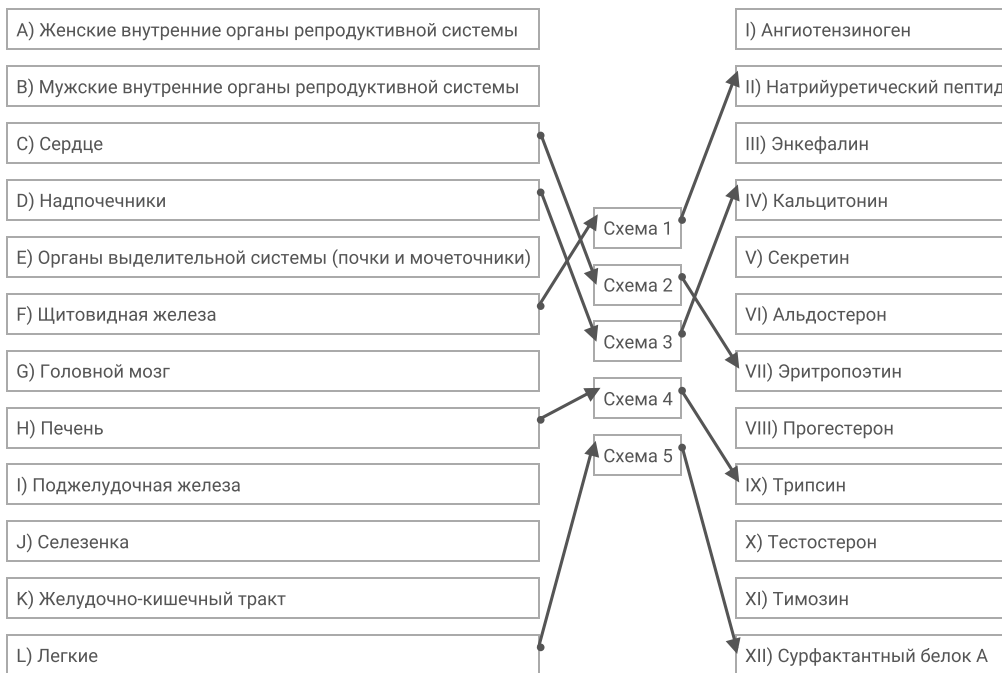 A) Женские внутренние органы репродуктивной системы
B) Мужские внутренние органы репродуктивной системы
C) Сердце
D) Надпочечники
E) Органы выделительной системы (почки и мочеточники)
F) Щитовидная железа
G) Головной мозг
H) Печень
I) Поджелудочная железа
J) Селезенка
K) Желудочно-кишечный тракт
L) Легкие
Схема 1
Схема 2
Схема 3
Схема 4
Схема 5
I) Ангиотензиноген
II) Натрийуретический пептид
III) Энкефалин
IV) Кальцитонин
V) Секретин
VI) Альдостерон
VII) Эритропоэтин
VIII) Прогестерон
IX) Трипсин
X) Тестостерон
XI) Тимозин
XII) Сурфактантный белок А